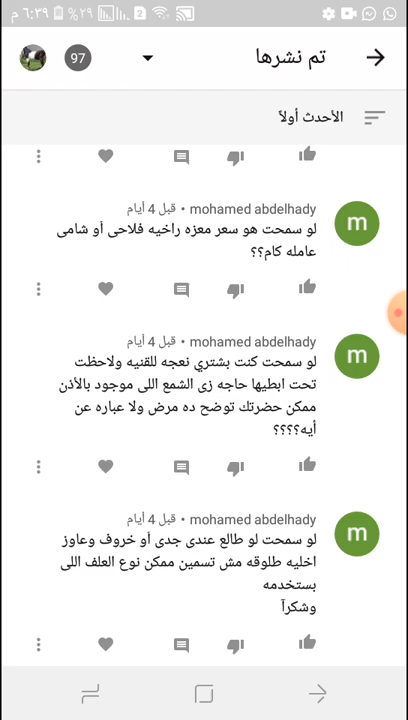 ٦:٣٩ م ٢٩%
2
تم نشرها
97
الأحدث أولاً
mohamed abdelhady • قبل 4 أيام
لو سمحت هو سعر معزه راخيه فلاحى أو شامى
عامله كام؟؟
m
mohamed abdelhady • قبل 4 أيام
لو سمحت كنت بشتري نعجه للقنيه ولاحظت
تحت ابطيها حاجه زى الشمع اللى موجود بالأذن
ممكن حضرتك توضح ده مرض ولا عباره عن
أيه؟؟؟؟
m
mohamed abdelhady • قبل 4 أيام
لو سمحت لو طالع عندى جدى أو خروف وعاوز
اخليه طلوقه مش تسمين ممكن نوع العلف اللى
بستخدمه
وشكرآ
m